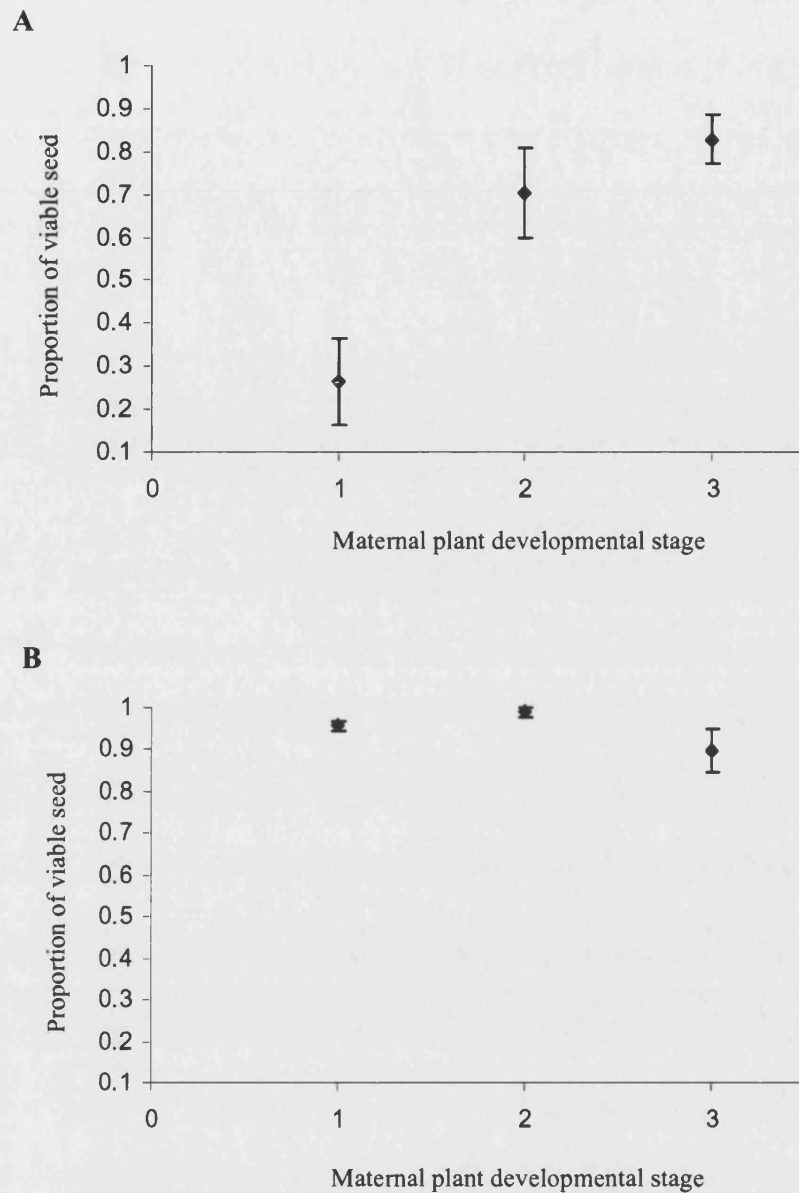 A
1
0.9
0.8
0.7
0.6
0.5
0.4
0.3
0.2
0.1
Proportion of viable seed
0 1 2 3
Maternal plant developmental stage
B
1
0.9
0.8
0.7
0.6
0.5
0.4
0.3
0.2
0.1
Proportion of viable seed
0 1 2 3
Maternal plant developmental stage